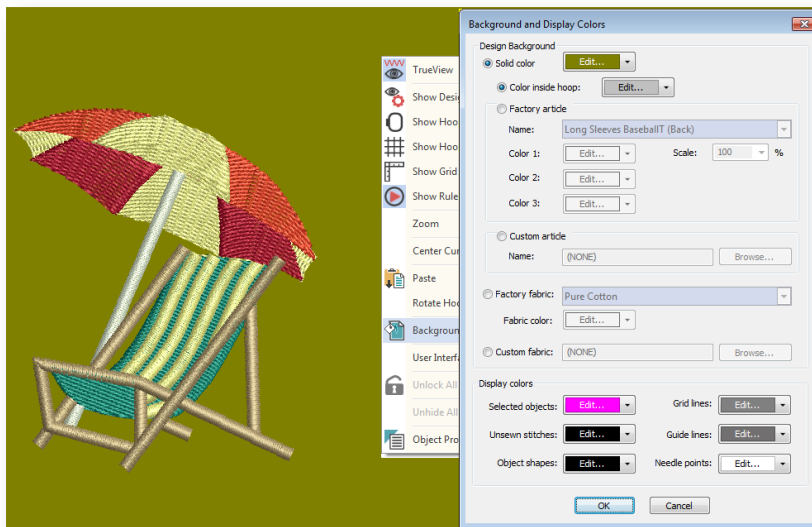 Background and Display Colors
TrueView
Show Desi
Show Hoo
Show Hoo
Show Grid
Show Rule
Zoom
Center Cur
Paste
Rotate Hoo
Backgroun
User Interfa
Unlock All
Unhide All
Object Pro
Design Background
Solid color Edit...
Color inside hoop: Edit...
Factory article
Name: Long Sleeves BaseballT (Back)
Color 1: Edit... Scale: 100 %
Color 2: Edit...
Color 3: Edit...
Custom article
Name: (NONE) Browse...
Factory fabric: Pure Cotton
Fabric color: Edit...
Custom fabric: (NONE) Browse...
Display colors
Selected objects: Edit... Grid lines: Edit...
Unsewn stitches: Edit... Guide lines: Edit...
Object shapes: Edit... Needle points: Edit...
OK Cancel